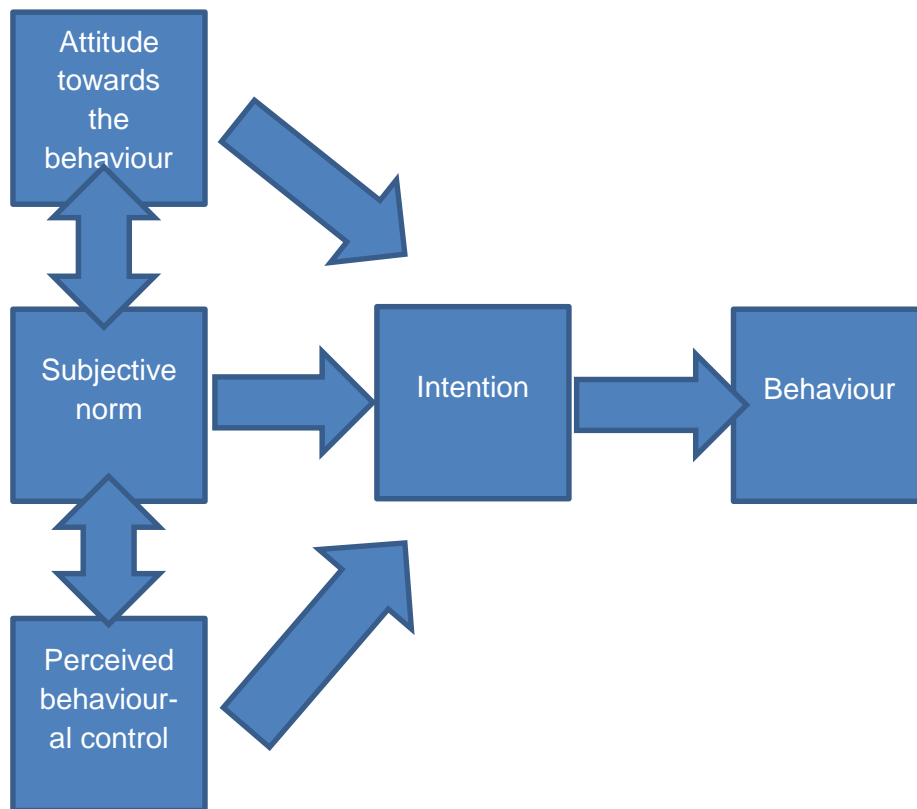 Attitude
towards
the
behaviour
Subjective
norm
Intention
Behaviour
Perceived
behaviour-
al control